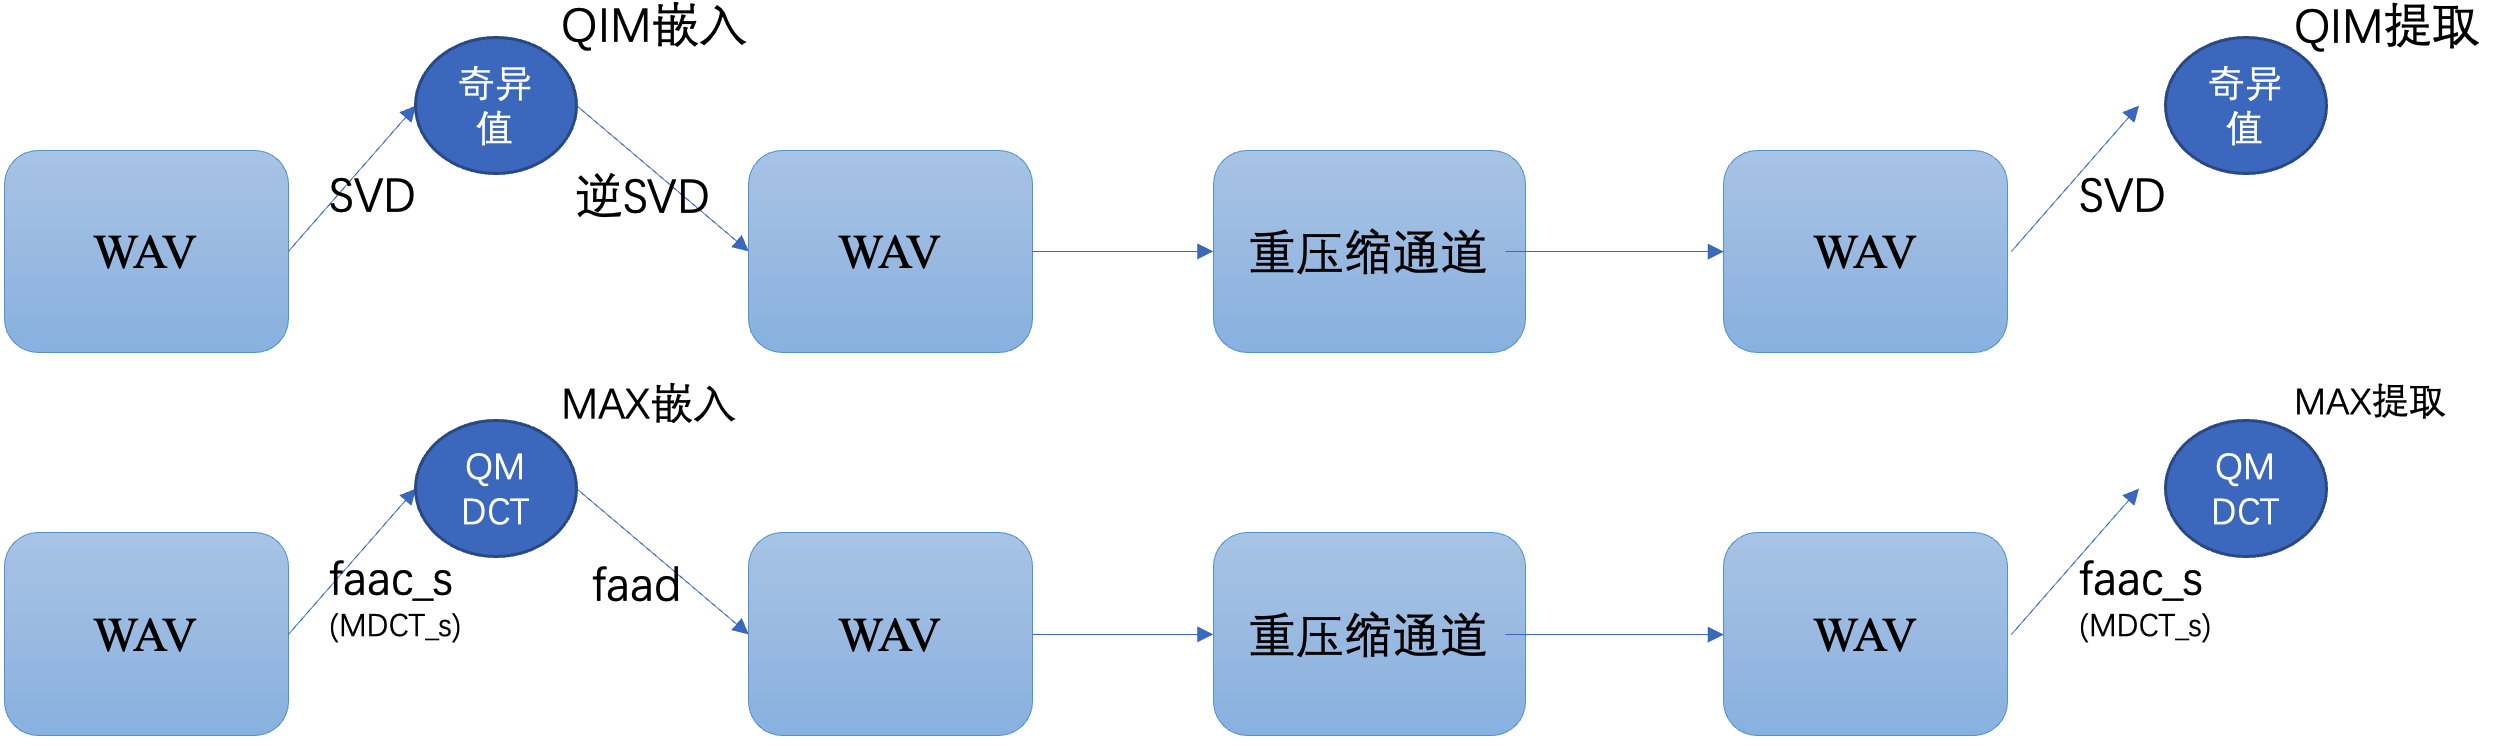 QIM嵌入
QIM提取
奇异
值
奇异
值
SVD
逆SVD
SVD
WAV
WAV
重压缩通道
WAV
MAX嵌入
MAX提取
QM
DCT
QM
DCT
faac_s
(MDCT_s)
faad
faac_s
(MDCT_s)
WAV
WAV
重压缩通道
WAV